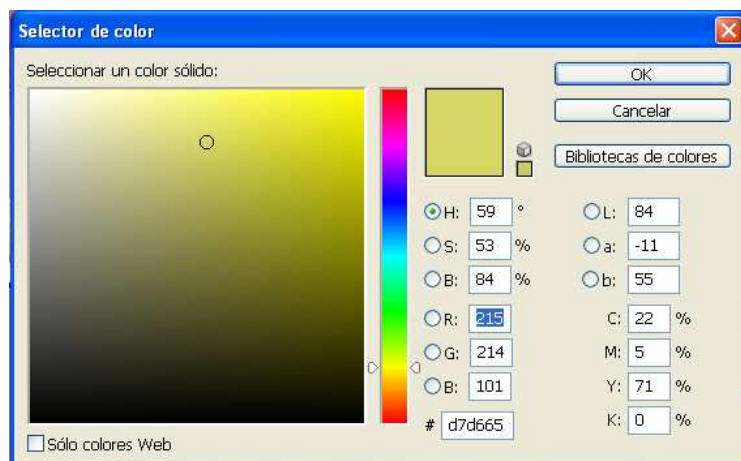 Selector de color
Seleccionar un color sólido:
OK
Cancelar
Bibliotecas de colores
H: 59 °
S: 53 %
B: 84 %
R: 215
G: 214
B: 101
# d7d665
L: 84
a: -11
b: 55
C: 22 %
M: 5 %
Y: 71 %
K: 0 %
Sólo colores Web